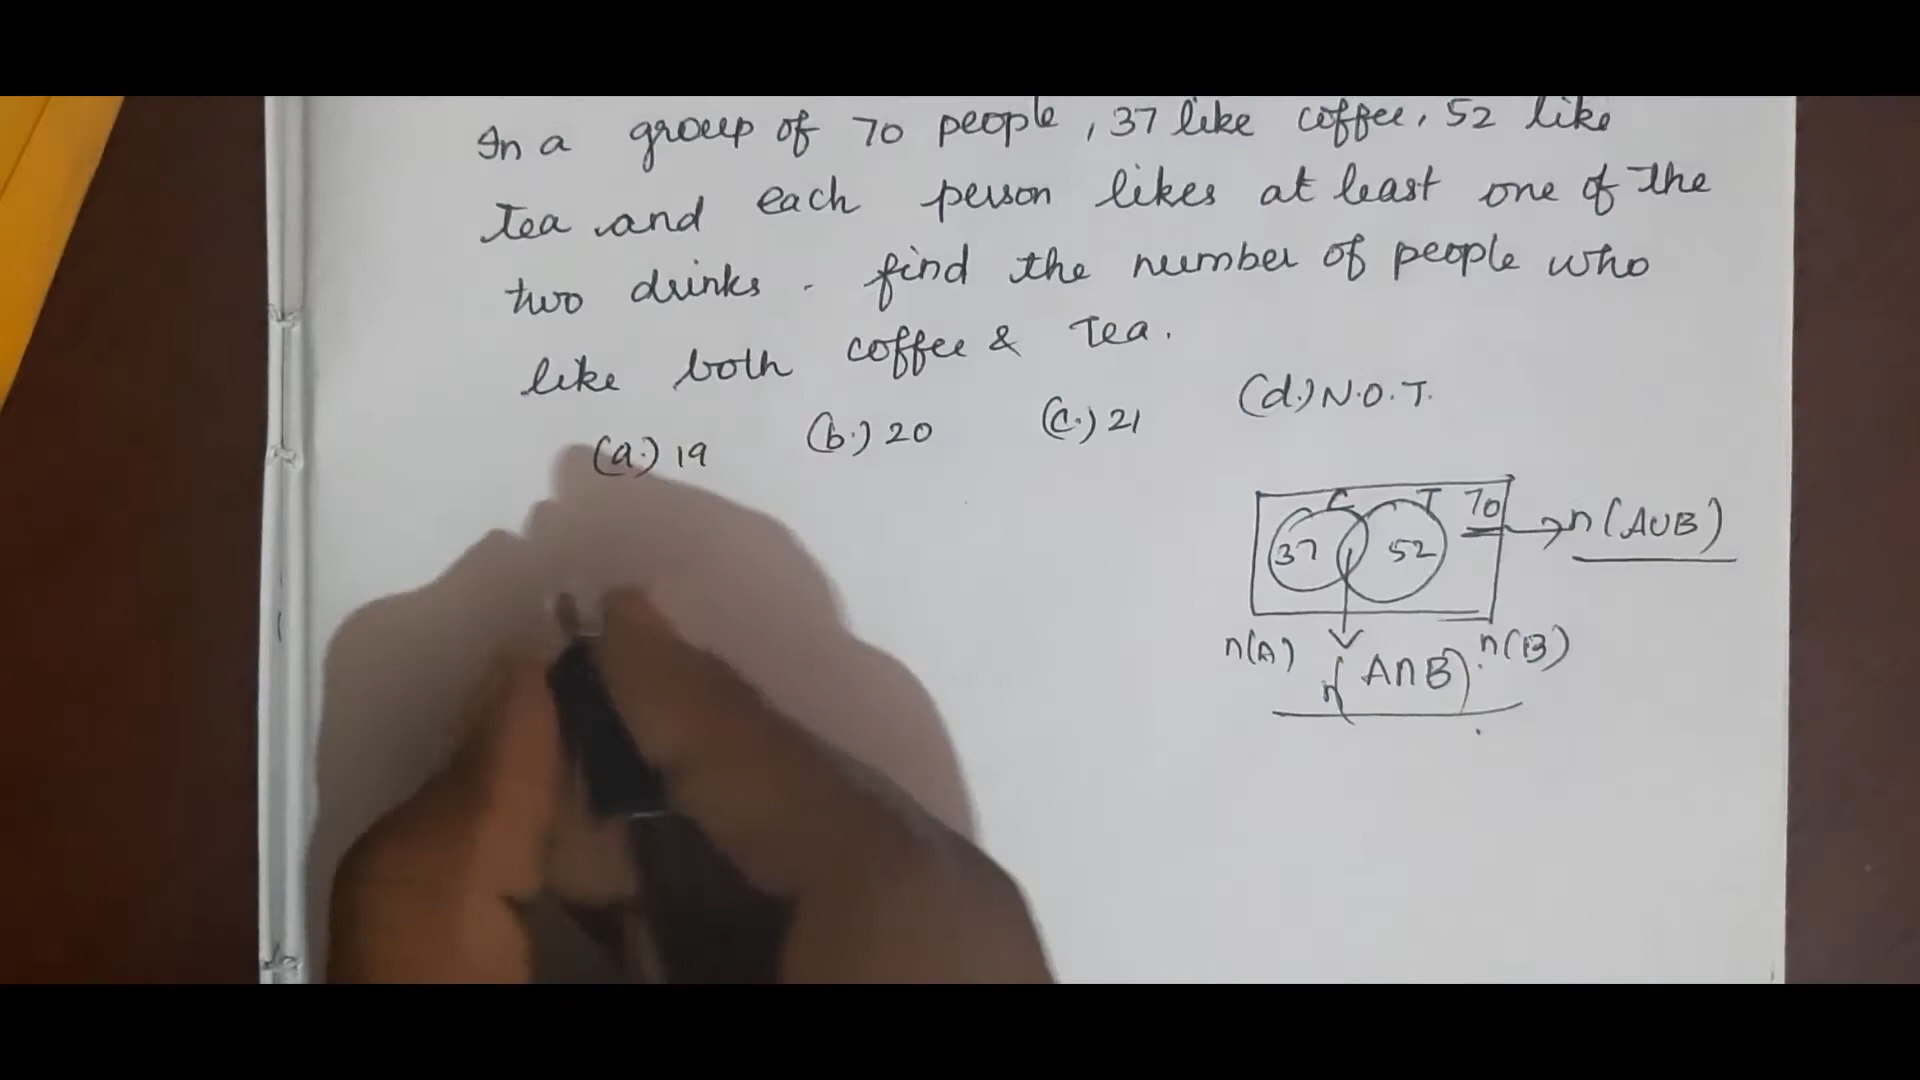 In a group of 70 people, 37 like coffee, 52 like
Tea and each person likes at least one of the
two drinks. find the number of people who
like both coffee & Tea.
(a.) 19 (b.) 20 (c.) 21 (d.) N.O.T.
C T 70 → n(A∪B)
37 52
n(A) n(A∩B) n(B)